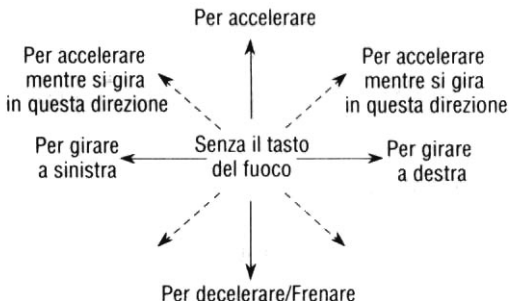 Per accelerare
Per accelerare
mentre si gira
in questa direzione
Per accelerare
mentre si gira
in questa direzione
Per girare
a sinistra
Senza il tasto
del fuoco
Per girare
a destra
Per decelerare/Frenare